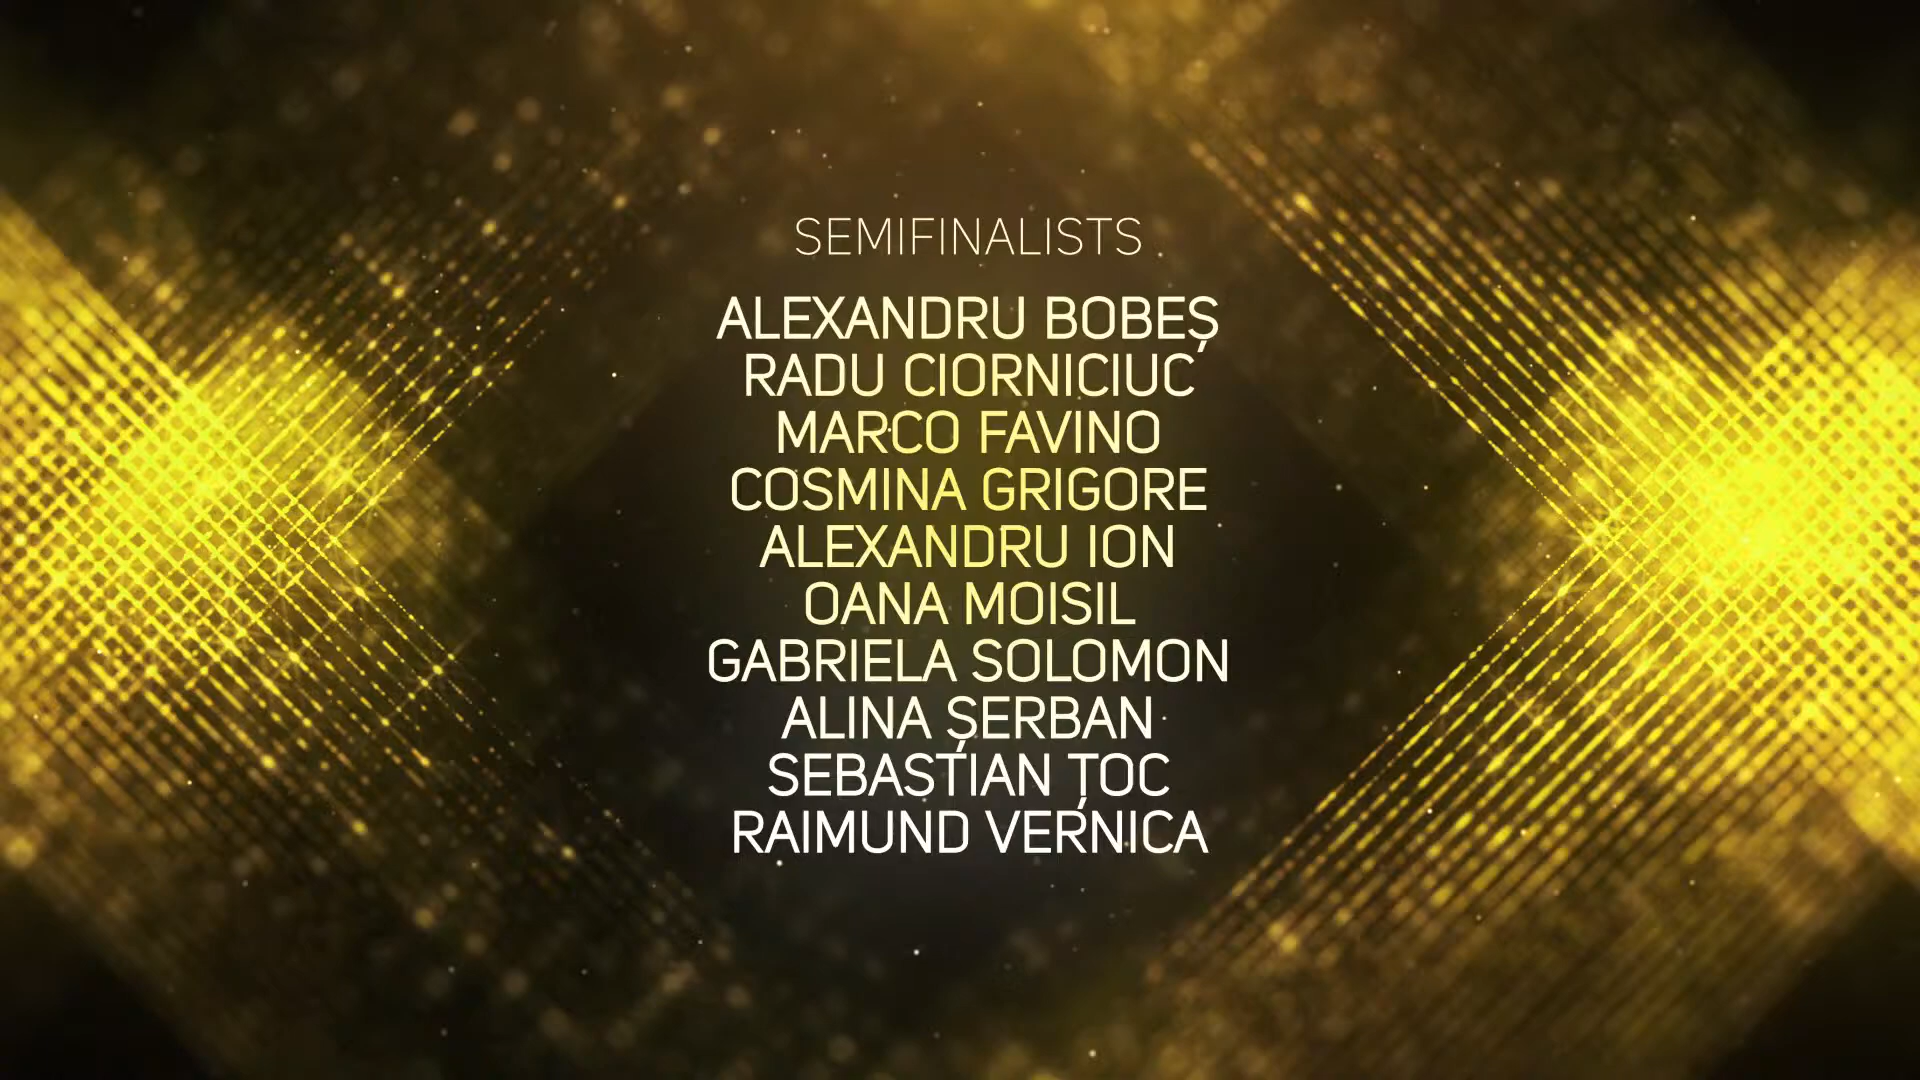 SEMIFINALISTS
ALEXANDRU BOBEȘ
RADU CIORNICIUC
MARCO FAVINO
COSMINA GRIGORE
ALEXANDRU ION
OANA MOISIL
GABRIELA SOLOMON
ALINA ȘERBAN
SEBASTIAN ȚOC
RAIMUND VERNICA